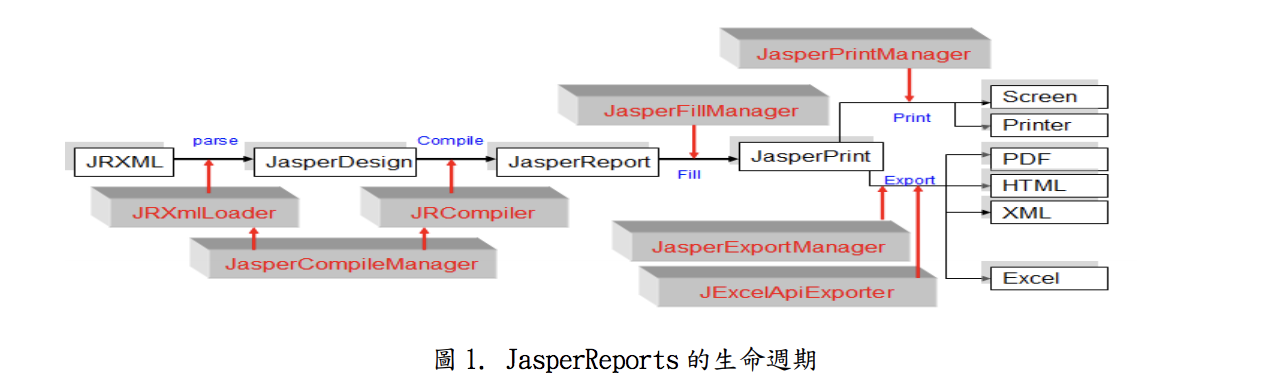 JasperPrintManager
JasperFillManager
Screen
Print
Printer
parse
Compile
JRXML
JasperDesign
JasperReport
Fill
JasperPrint
PDF
Export
HTML
XML
JRXmlLoader
JRCompiler
JasperExportManager
JasperCompileManager
JExcelApiExporter
Excel
圖 1. JasperReports 的生命週期